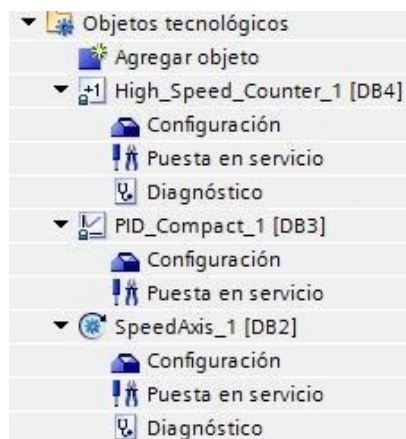 Objetos tecnológicos
Agregar objeto
+1 High_Speed_Counter_1 [DB4]
Configuración
Puesta en servicio
Diagnóstico
PID_Compact_1 [DB3]
Configuración
Puesta en servicio
SpeedAxis_1 [DB2]
Configuración
Puesta en servicio
Diagnóstico